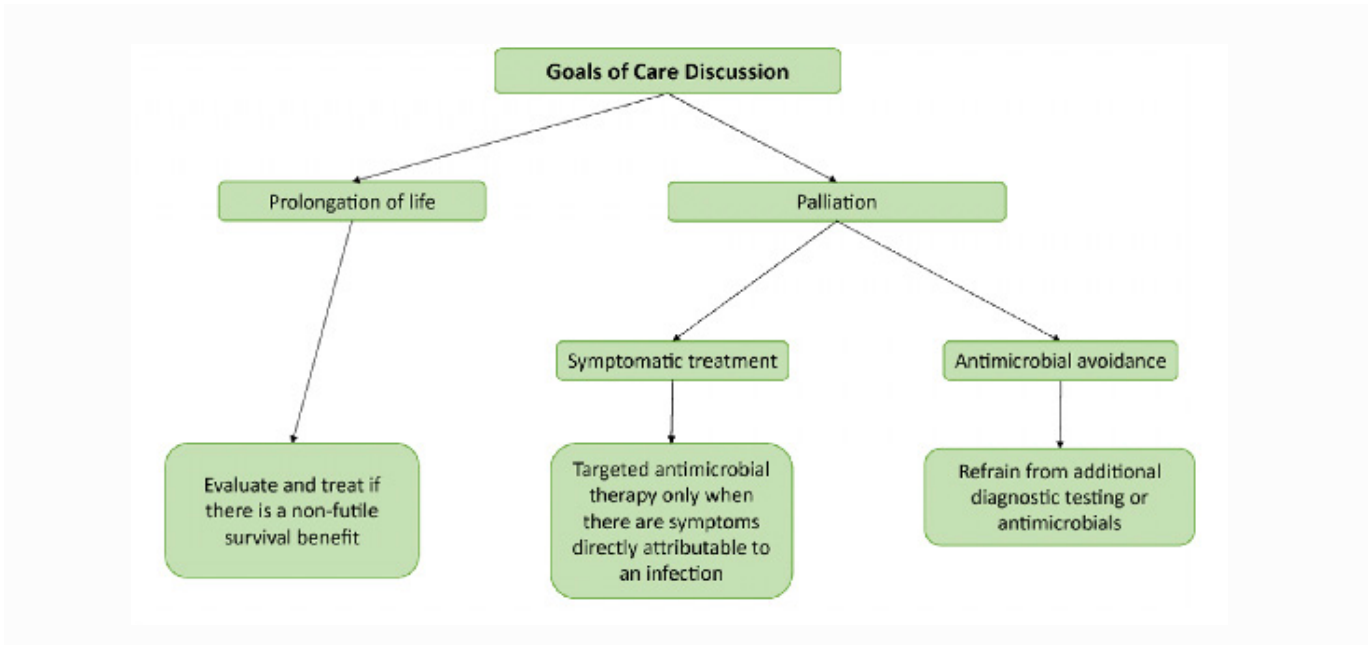 Goals of Care Discussion
Prolongation of life
Palliation
Symptomatic treatment
Antimicrobial avoidance
Evaluate and treat if
there is a non-futile
survival benefit
Targeted antimicrobial
therapy only when
there are symptoms
directly attributable to
an infection
Refrain from additional
diagnostic testing or
antimicrobials